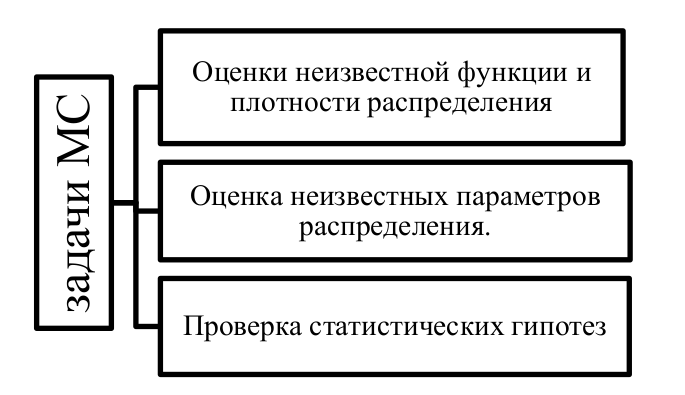 задачи МС
Оценки неизвестной функции и
плотности распределения
Оценка неизвестных параметров
распределения.
Проверка статистических гипотез